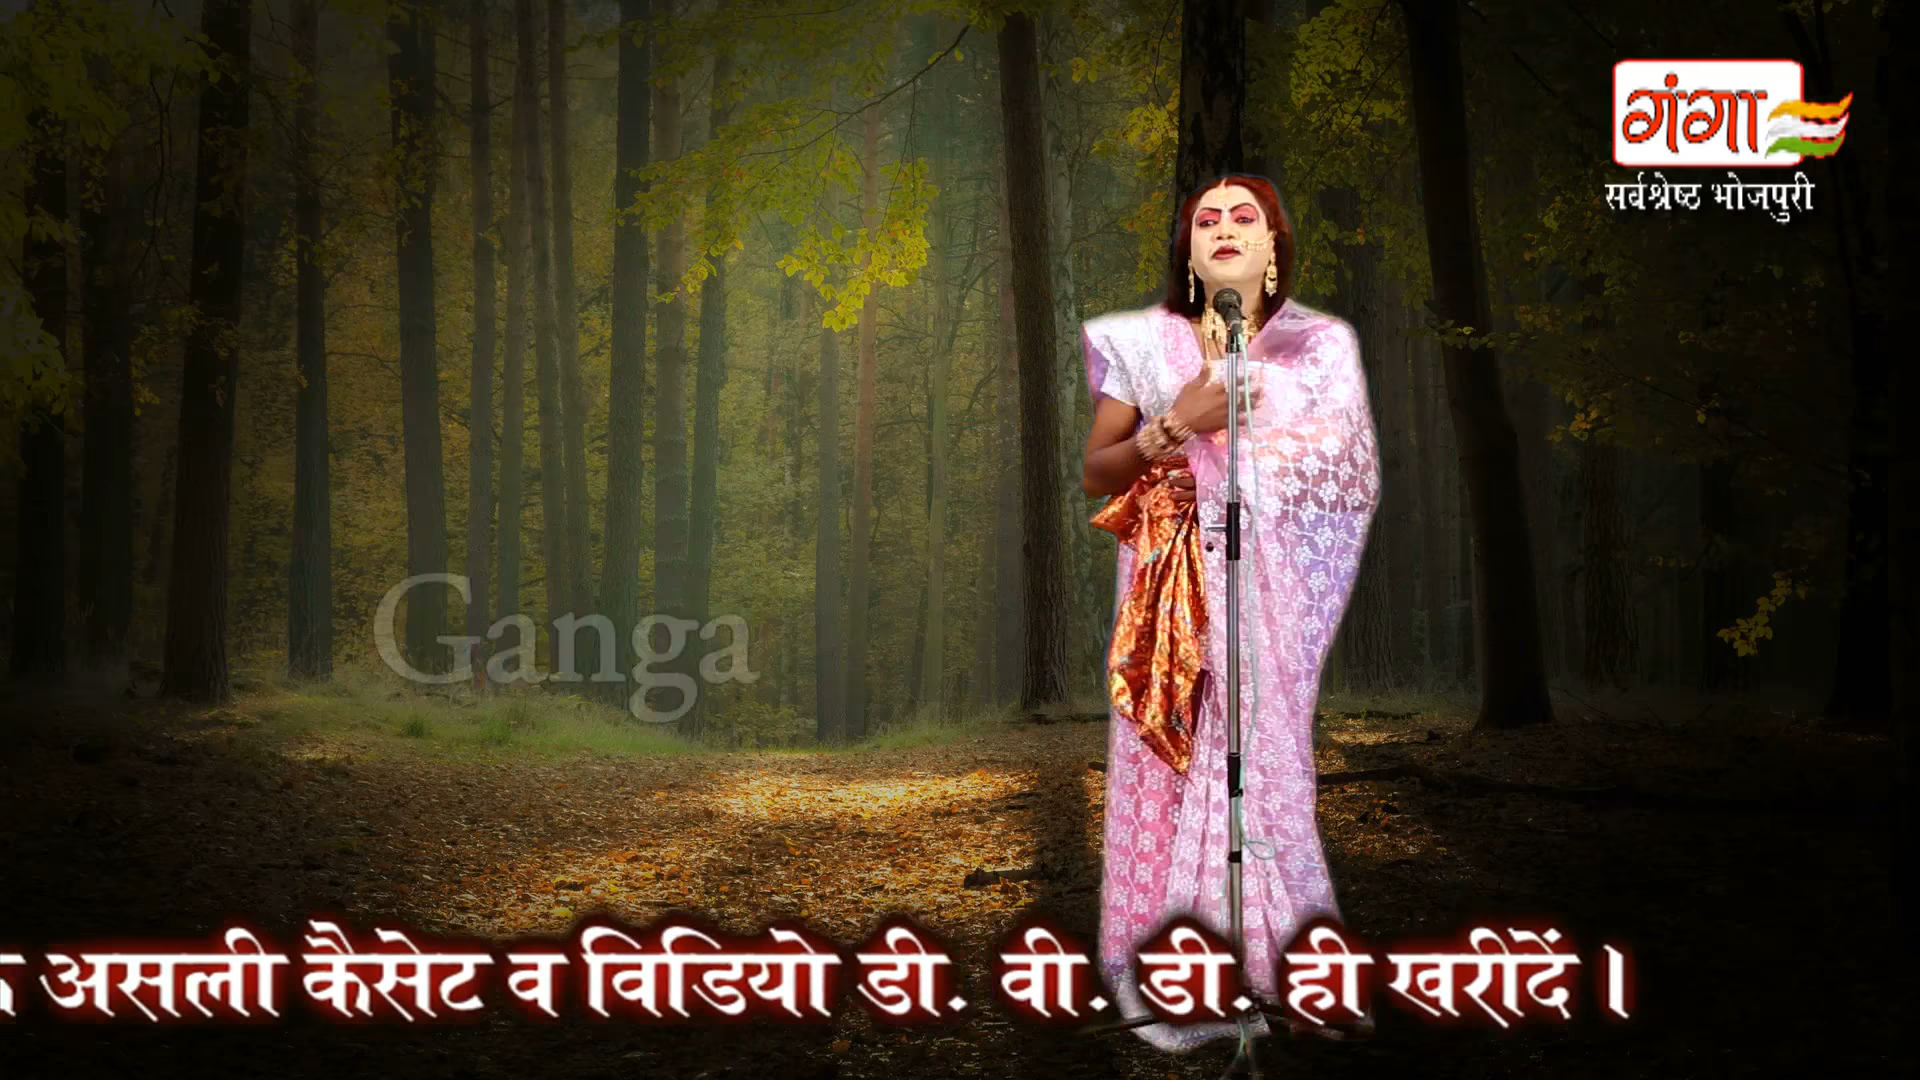 गंगा
सर्वश्रेष्ठ भोजपुरी
Ganga
असली कैसेट व विडियो डी. वी. डी. ही खरीदें ।